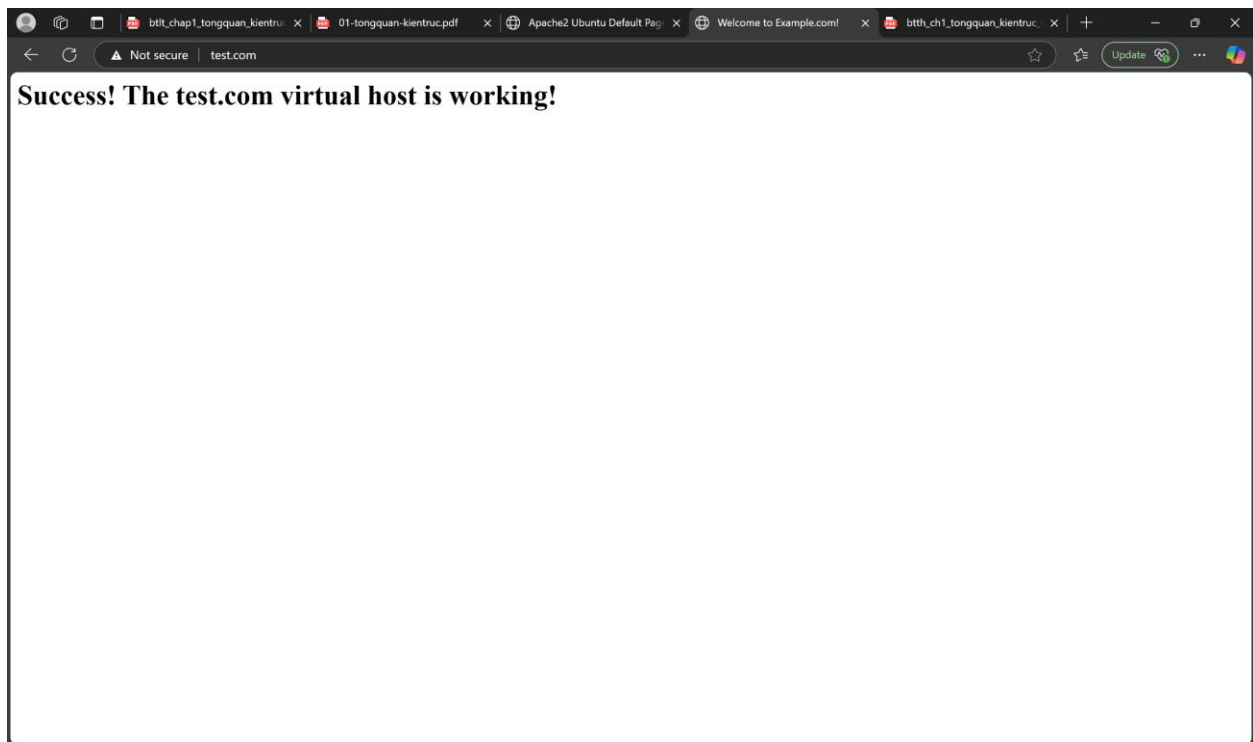 btlt_chap1_tongquan_kientru
01-tongquan-kientruc.pdf
Apache2 Ubuntu Default Pag
Welcome to Example.com!
btth_ch1_tongquan_kientruc_
Not secure | test.com
Update
Success! The test.com virtual host is working!